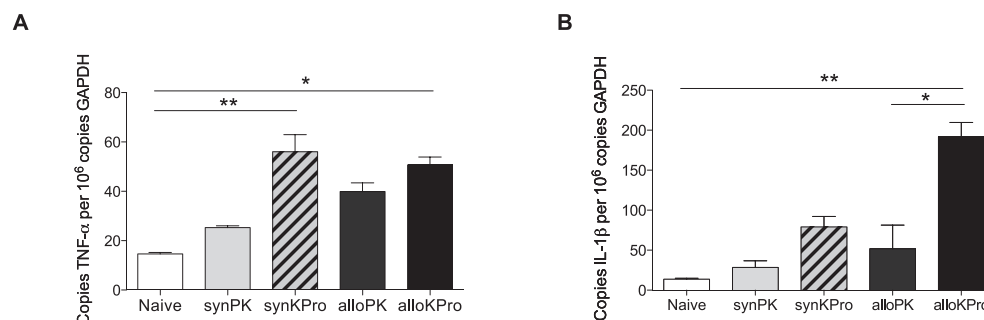 A
Copies TNF-α per 10⁶ copies GAPDH
80
60
40
20
0
*
**
Naive synPK synKPro alloPK alloKPro
B
Copies IL-1β per 10⁶ copies GAPDH
250
200
150
100
50
0
**
*
Naive synPK synKPro alloPK alloKPro